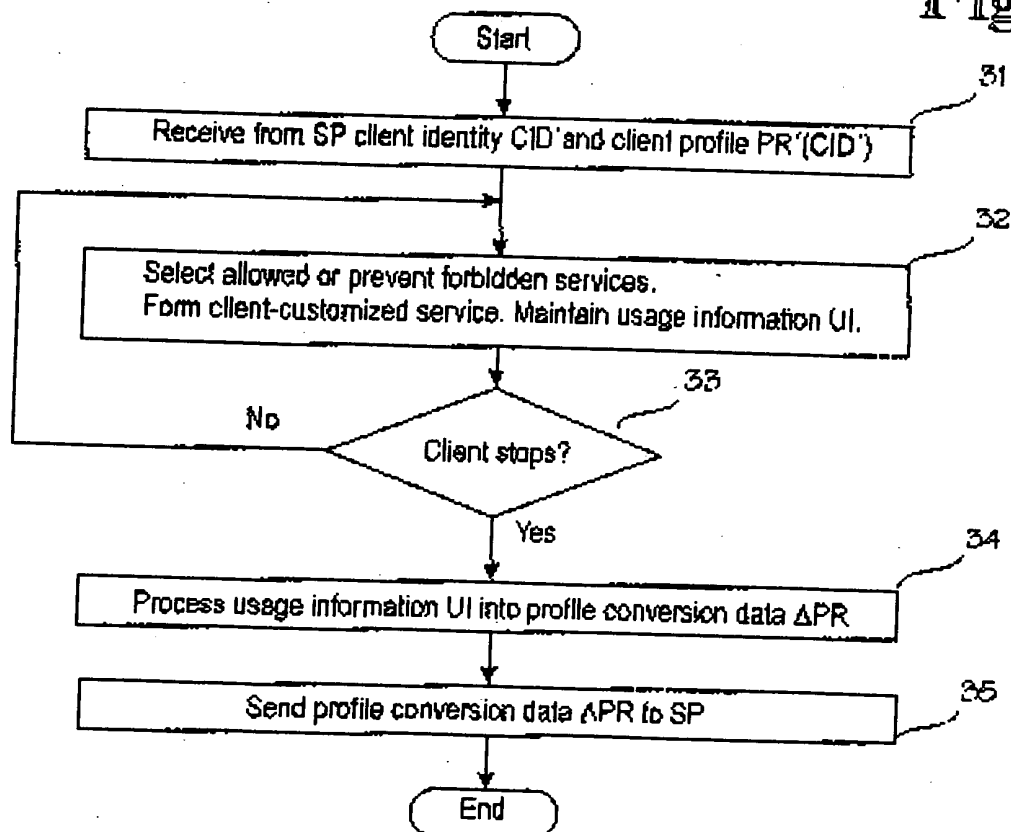 Fig
Start
31
Receive from SP client identity CID' and client profile PR'(CID')
32
Select allowed or prevent forbidden services.
Form client-customized service. Maintain usage information UI.
33
No
Client stops?
Yes
34
Process usage information UI into profile conversion data ΔPR
35
Send profile conversion data ΔPR to SP
End